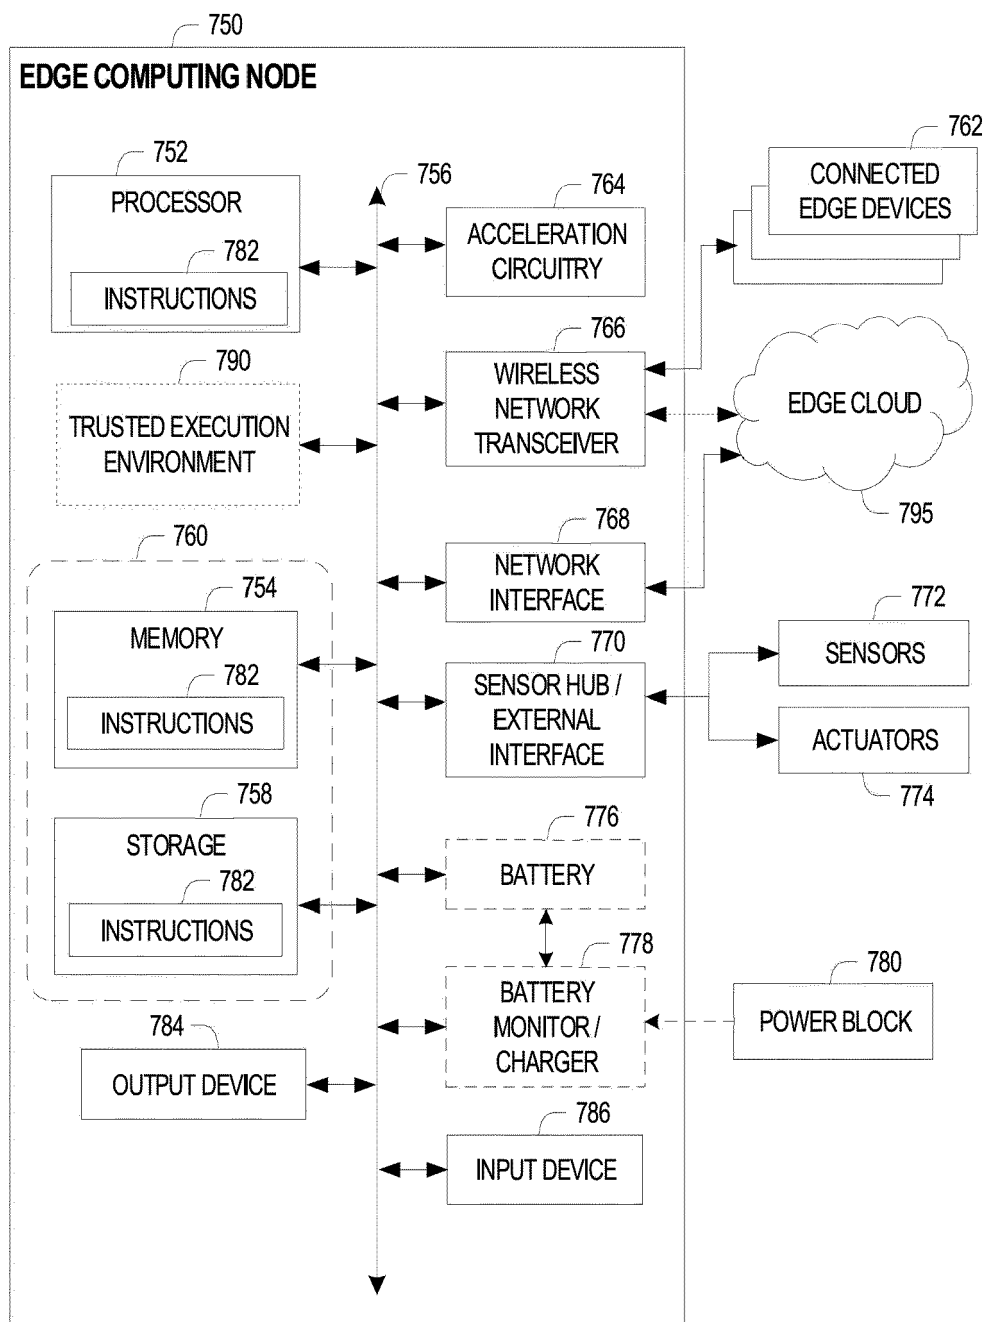 750
EDGE COMPUTING NODE
752
PROCESSOR
782
INSTRUCTIONS
790
TRUSTED EXECUTION
ENVIRONMENT
760
754
MEMORY
782
INSTRUCTIONS
758
STORAGE
782
INSTRUCTIONS
784
OUTPUT DEVICE
756
764
ACCELERATION
CIRCUITRY
766
WIRELESS
NETWORK
TRANSCEIVER
768
NETWORK
INTERFACE
770
SENSOR HUB /
EXTERNAL
INTERFACE
776
BATTERY
778
BATTERY
MONITOR /
CHARGER
786
INPUT DEVICE
762
CONNECTED
EDGE DEVICES
EDGE CLOUD
795
772
SENSORS
ACTUATORS
774
780
POWER BLOCK